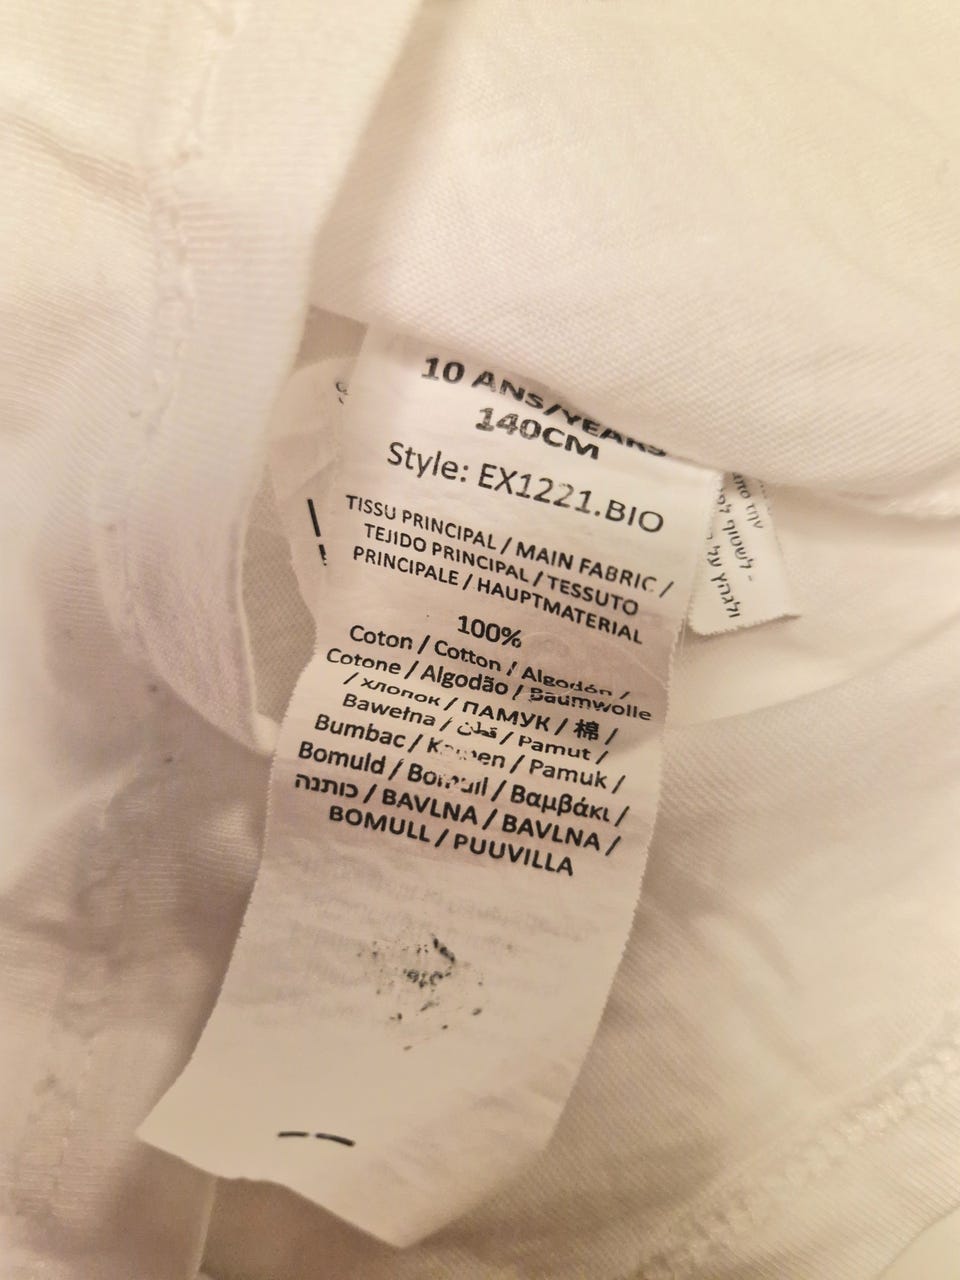 10 ANS/YEARS
140CM
Style: EX1221.BIO
TISSU PRINCIPAL / MAIN FABRIC /
TEJIDO PRINCIPAL / TESSUTO
PRINCIPALE / HAUPTMATERIAL
100%
Coton / Cotton / Algodón /
Cotone / Algodão / Baumwolle
/ хлопок / ПАМУК / 棉 /
Bawełna / قطن / Pamut /
Bumbac / / Pamuk /
Bomuld / Bomull / Βαμβάκι /
כותנה / BAVLNA / BAVLNA /
BOMULL / PUUVILLA